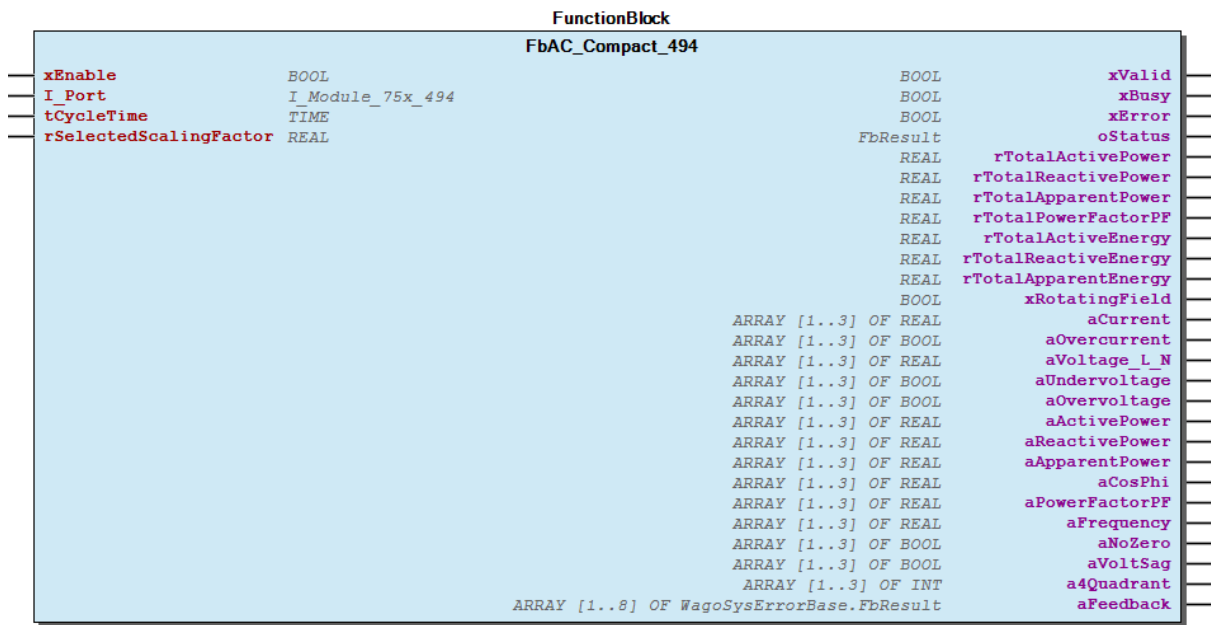 FunctionBlock
FbAC_Compact_494
xEnable BOOL BOOL xValid
I_Port I_Module_75x_494 BOOL xBusy
tCycleTime TIME BOOL xError
rSelectedScalingFactor REAL FbResult oStatus
REAL rTotalActivePower
REAL rTotalReactivePower
REAL rTotalApparentPower
REAL rTotalPowerFactorPF
REAL rTotalActiveEnergy
REAL rTotalReactiveEnergy
REAL rTotalApparentEnergy
BOOL xRotatingField
ARRAY [1..3] OF REAL aCurrent
ARRAY [1..3] OF BOOL aOvercurrent
ARRAY [1..3] OF REAL aVoltage_L_N
ARRAY [1..3] OF BOOL aUndervoltage
ARRAY [1..3] OF BOOL aOvervoltage
ARRAY [1..3] OF REAL aActivePower
ARRAY [1..3] OF REAL aReactivePower
ARRAY [1..3] OF REAL aApparentPower
ARRAY [1..3] OF REAL aCosPhi
ARRAY [1..3] OF REAL aPowerFactorPF
ARRAY [1..3] OF REAL aFrequency
ARRAY [1..3] OF BOOL aNoZero
ARRAY [1..3] OF BOOL aVoltSag
ARRAY [1..3] OF INT a4Quadrant
ARRAY [1..8] OF WagoSysErrorBase.FbResult aFeedback